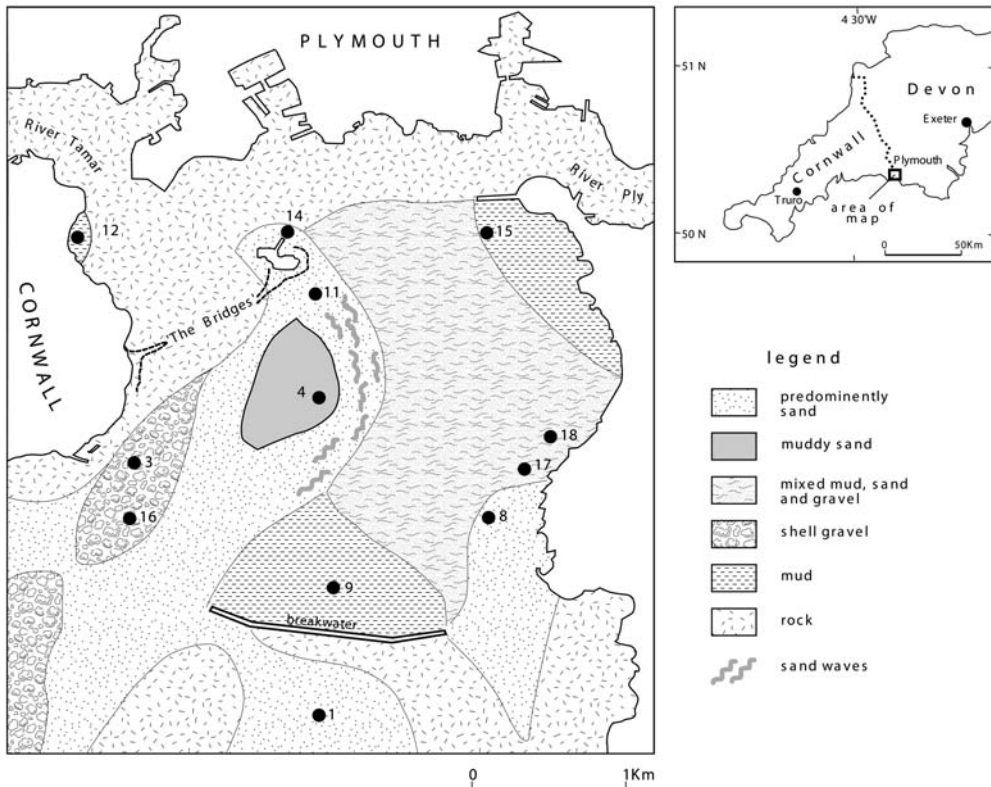 PLYMOUTH
River Tamar
River Ply
12
14
15
CORNWALL
The Bridges
11
4
18
3
17
16
8
9
breakwater
1
0 1Km
4 30'W
51 N
Devon
Exeter
Cornwall
Plymouth
Truro
area of
map
50 N
0 50Km
legend
predominently
sand
muddy sand
mixed mud, sand
and gravel
shell gravel
mud
rock
sand waves